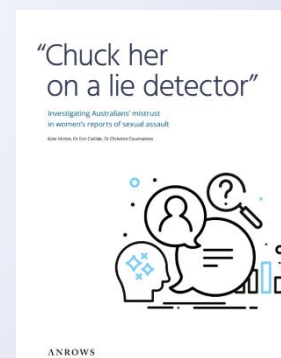 “Chuck her
on a lie detector”
Investigating Australians’ mistrust
in women’s reports of sexual assault
Kate Minter, Dr Erin Carlisle, Dr Christine Coumarelos
?
ANROWS